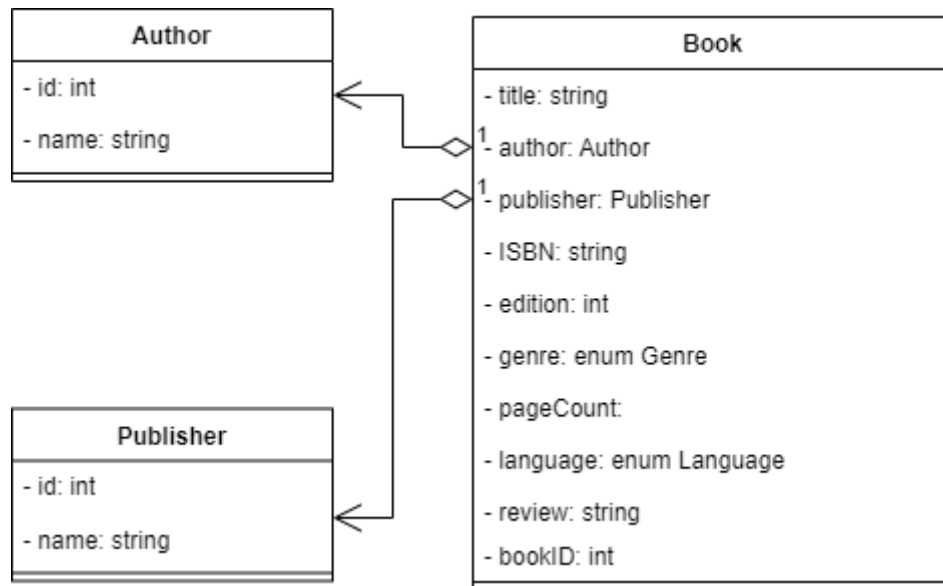 Author
- id: int
- name: string
Book
- title: string
1
- author: Author
1
- publisher: Publisher
- ISBN: string
- edition: int
- genre: enum Genre
- pageCount:
- language: enum Language
- review: string
- bookID: int
Publisher
- id: int
- name: string